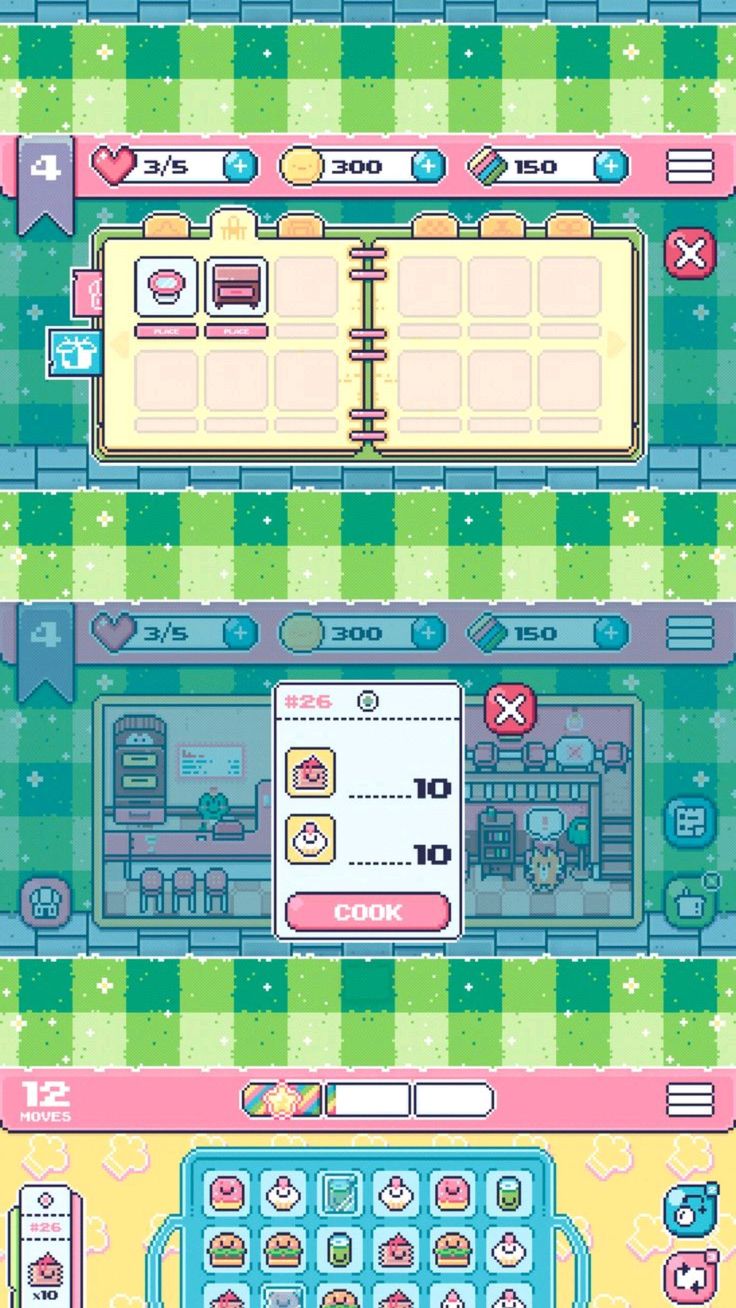 4 3/5 300 150
PLACE PLACE
4 3/5 300 150
#26
......10
......10
COOK
12
MOVES
#26
x10